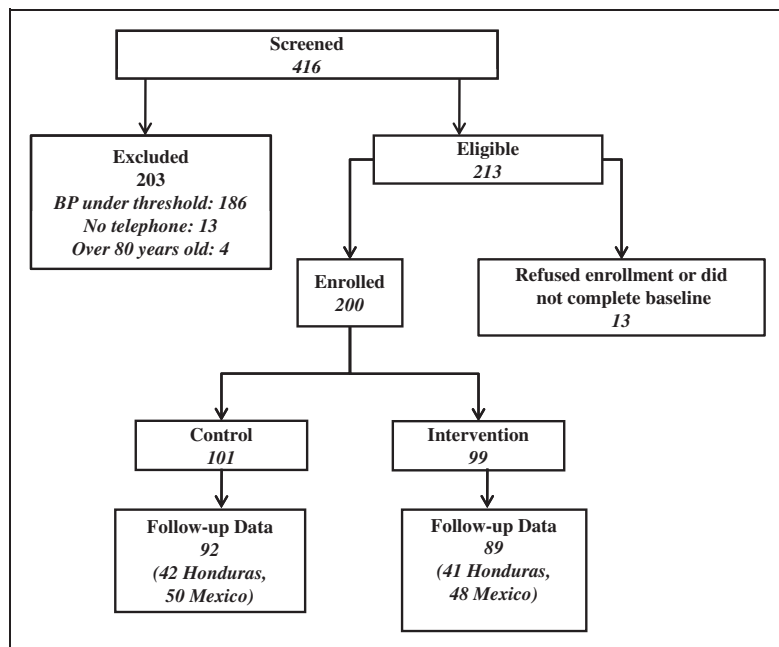 Screened
416
Excluded
203
BP under threshold: 186
No telephone: 13
Over 80 years old: 4
Eligible
213
Enrolled
200
Refused enrollment or did
not complete baseline
13
Control
101
Intervention
99
Follow-up Data
92
(42 Honduras,
50 Mexico)
Follow-up Data
89
(41 Honduras,
48 Mexico)